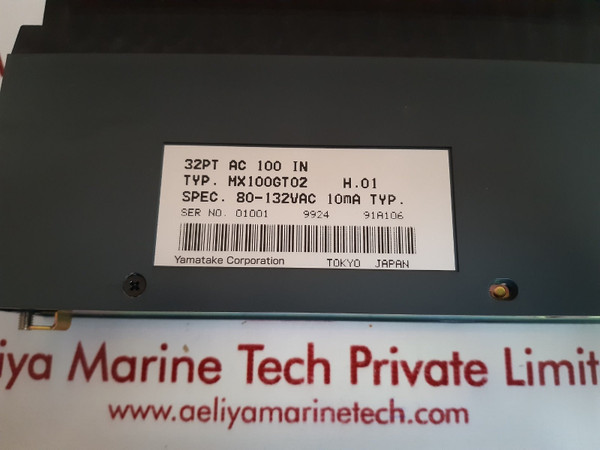 32PT AC 100 IN
TYP. MX100GT02 H.01
SPEC. 80-132VAC 10mA TYP.
SER NO. 01001 9924 91A106
Yamatake Corporation TOKYO JAPAN
iya Marine Tech Private Limit
www.aeliyamarinetech.com